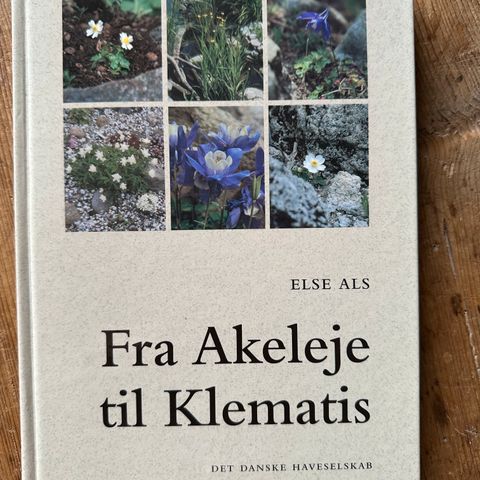 ELSE ALS
Fra Akeleje
til Klematis
DET DANSKE HAVESELSKAB